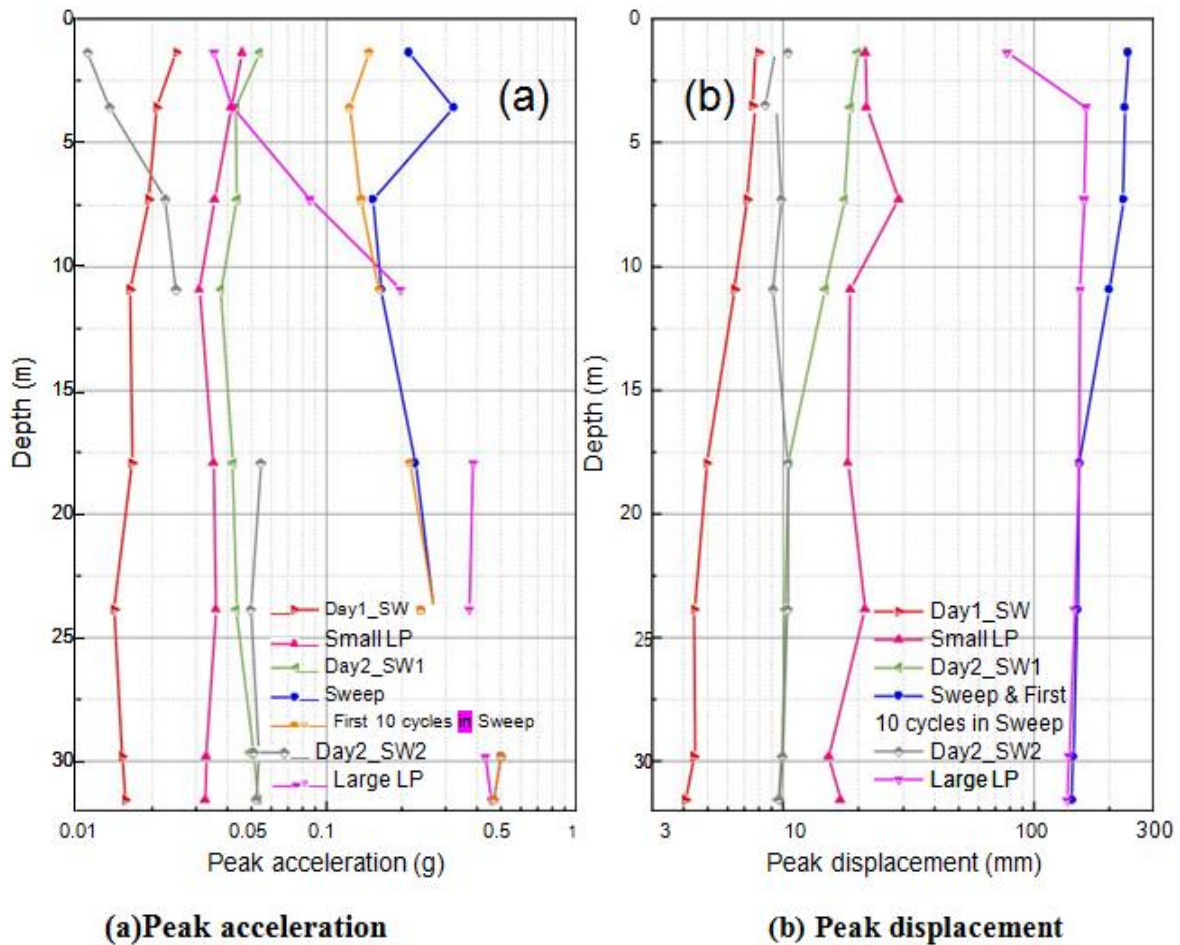 0
5
10
15
20
25
30
Depth (m)
0.01
0.05
0.1
0.5
1
Peak acceleration (g)
(a)
Day1_SW
Small LP
Day2_SW1
Sweep
First 10 cycles in Sweep
Day2_SW2
Large LP
0
5
10
15
20
25
30
Depth (m)
3
10
100
300
Peak displacement (mm)
(b)
Day1_SW
Small LP
Day2_SW1
Sweep & First
10 cycles in Sweep
Day2_SW2
Large LP
(a)Peak acceleration
(b) Peak displacement